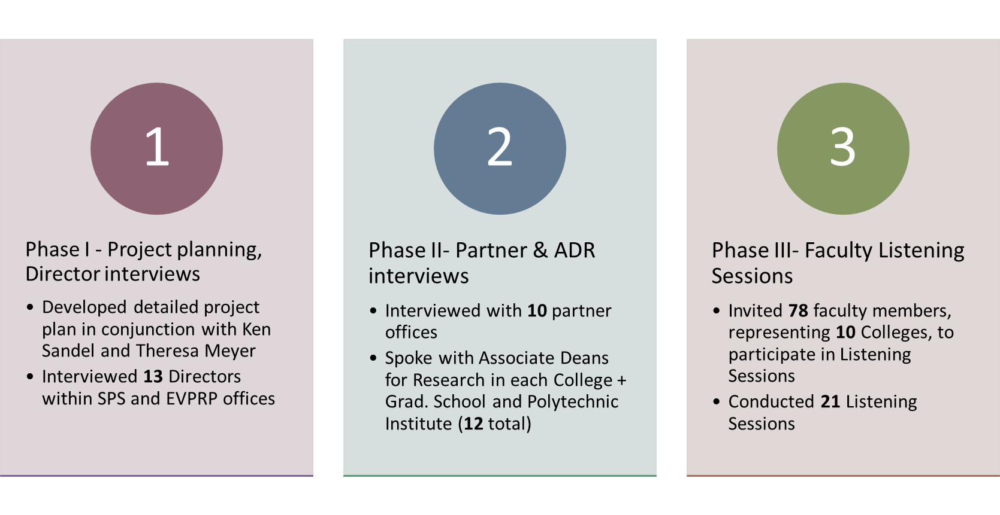 1
Phase I - Project planning,
Director interviews
• Developed detailed project
plan in conjunction with Ken
Sandel and Theresa Meyer
• Interviewed 13 Directors
within SPS and EVPRP offices
2
Phase II- Partner & ADR
interviews
• Interviewed with 10 partner
offices
• Spoke with Associate Deans
for Research in each College +
Grad. School and Polytechnic
Institute (12 total)
3
Phase III- Faculty Listening
Sessions
• Invited 78 faculty members,
representing 10 Colleges, to
participate in Listening
Sessions
• Conducted 21 Listening
Sessions